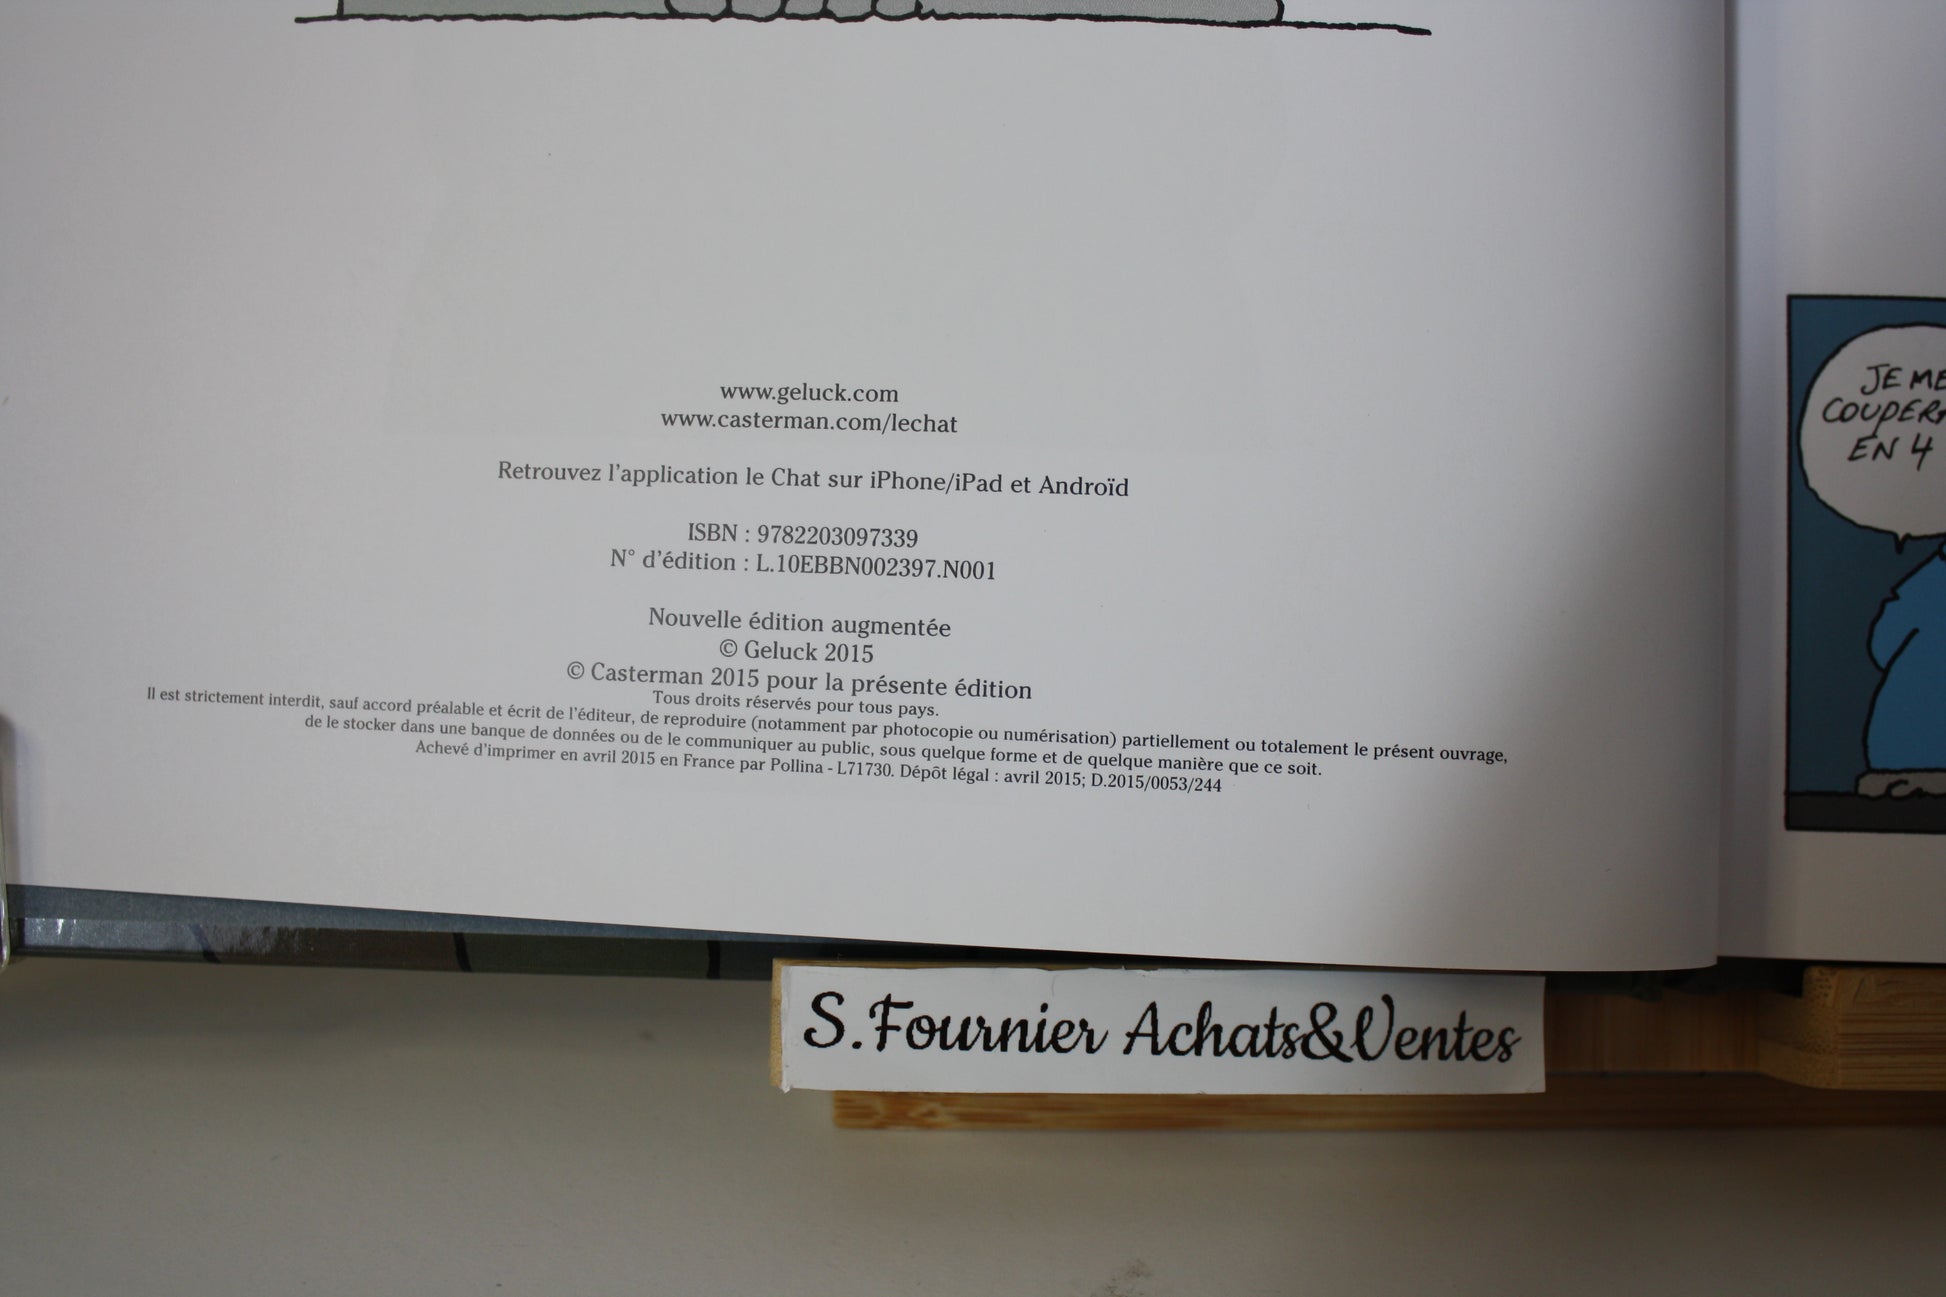 www.geluck.com
www.casterman.com/lechat
Retrouvez l'application le Chat sur iPhone/iPad et Androïd
ISBN : 9782203097339
N° d'édition : L.10EBBN002397.N001
Nouvelle édition augmentée
© Geluck 2015
© Casterman 2015 pour la présente édition
Tous droits réservés pour tous pays.
Il est strictement interdit, sauf accord préalable et écrit de l'éditeur, de reproduire (notamment par photocopie ou numérisation) partiellement ou totalement le présent ouvrage,
de le stocker dans une banque de données ou de le communiquer au public, sous quelque forme et de quelque manière que ce soit.
Achevé d'imprimer en avril 2015 en France par Pollina - L71730. Dépôt légal : avril 2015; D.2015/0053/244
JE ME
EN 4
S.Fournier Achats&Ventes